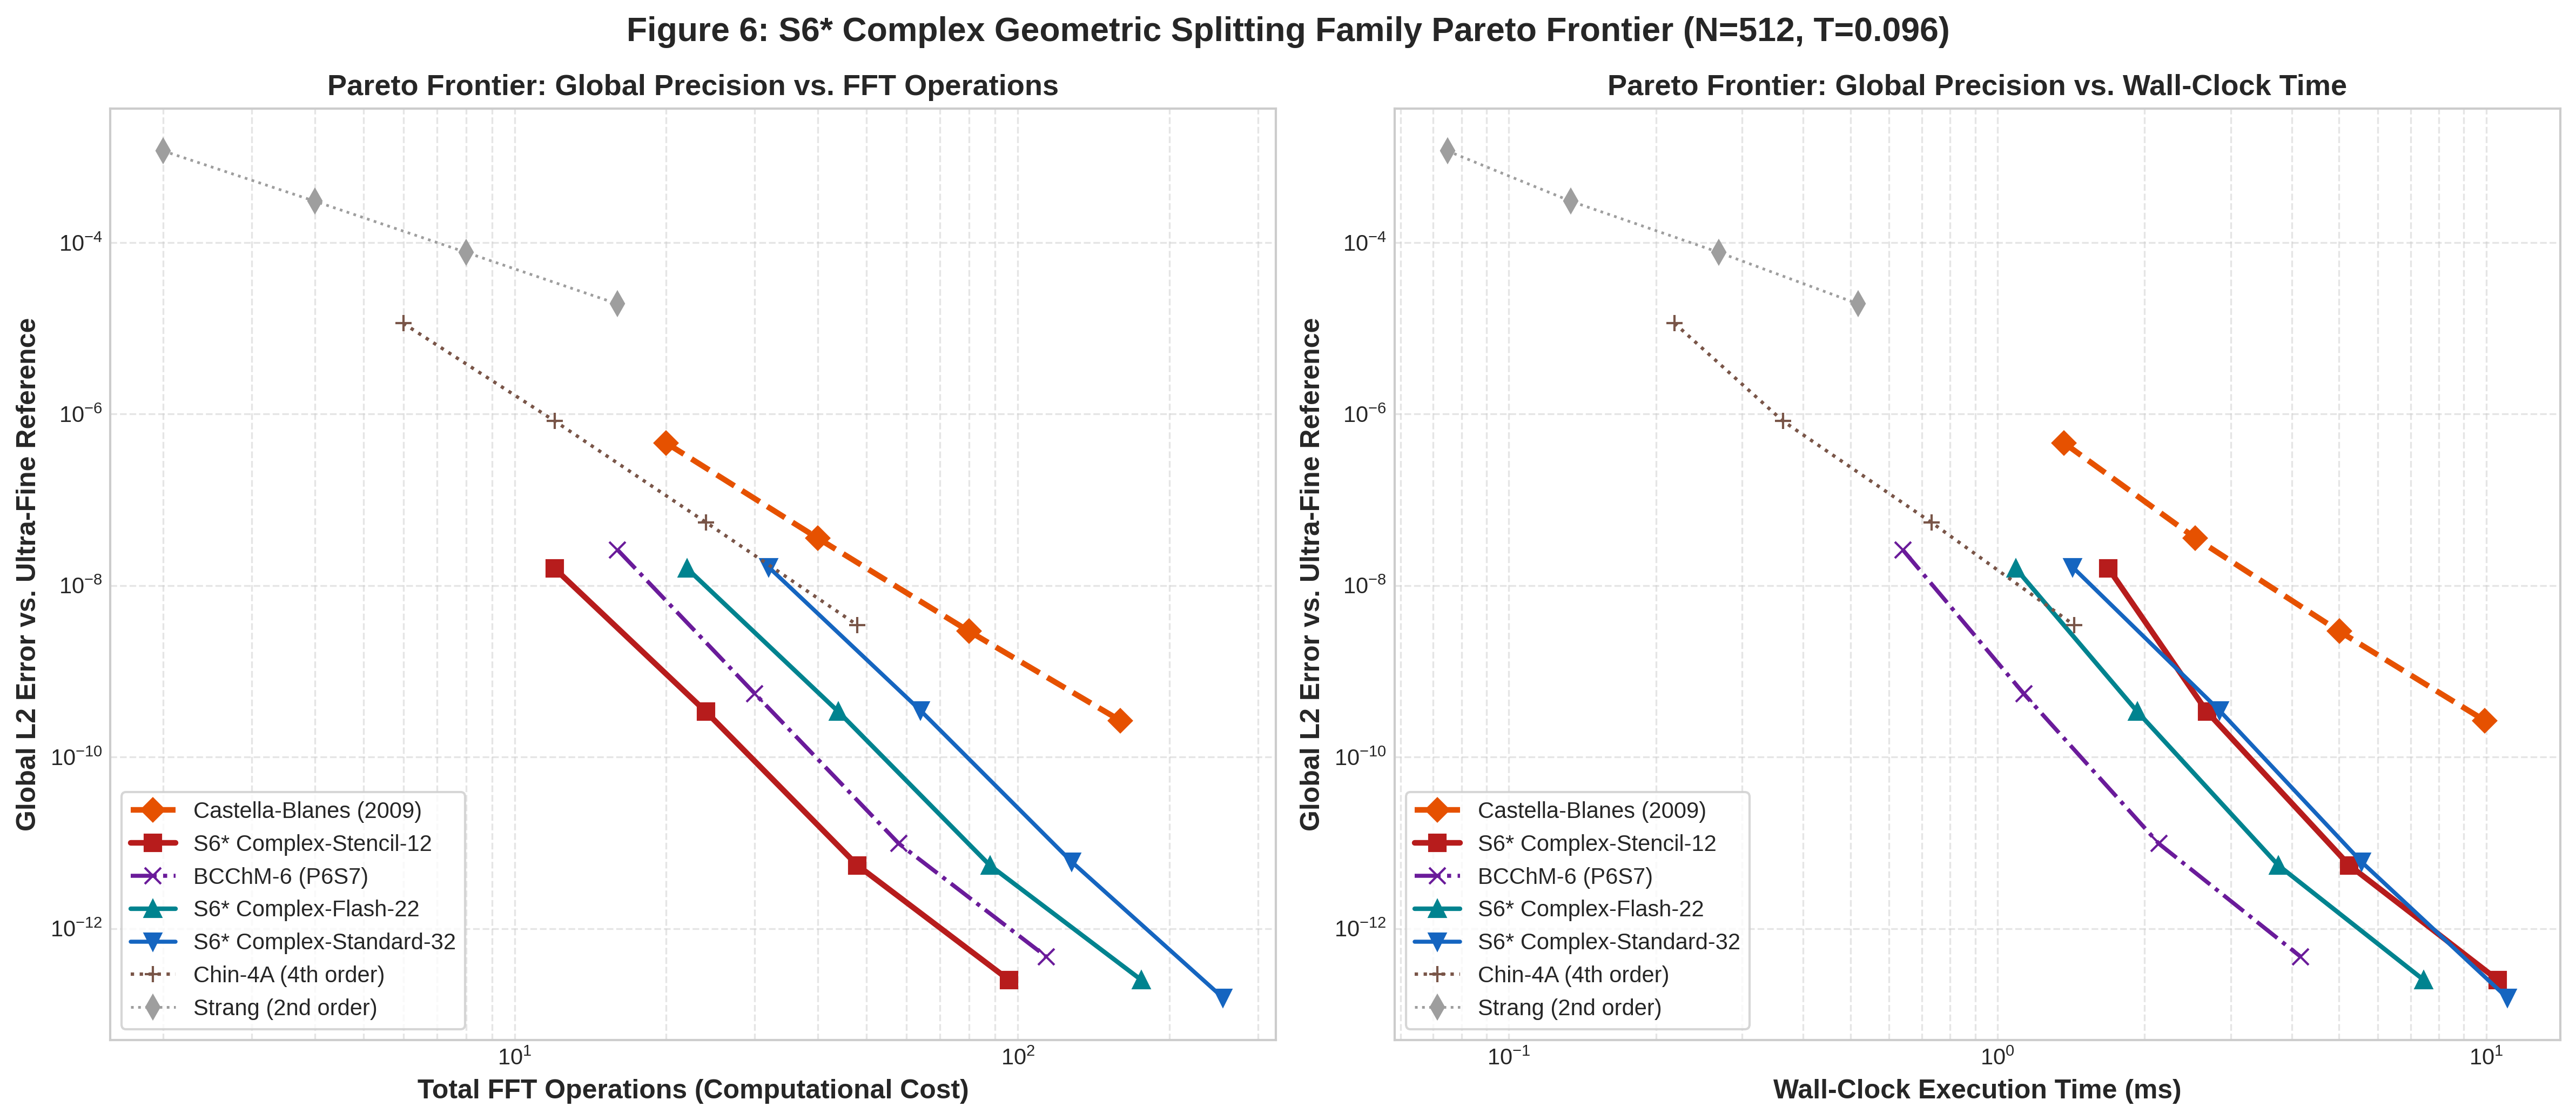 Figure 6: S6* Complex Geometric Splitting Family Pareto Frontier (N=512, T=0.096)
Pareto Frontier: Global Precision vs. FFT Operations
Global L2 Error vs. Ultra-Fine Reference
10⁻⁴
10⁻⁶
10⁻⁸
10⁻¹⁰
10⁻¹²
Castella-Blanes (2009)
S6* Complex-Stencil-12
BCChM-6 (P6S7)
S6* Complex-Flash-22
S6* Complex-Standard-32
Chin-4A (4th order)
Strang (2nd order)
10¹
10²
Total FFT Operations (Computational Cost)
Pareto Frontier: Global Precision vs. Wall-Clock Time
Global L2 Error vs. Ultra-Fine Reference
10⁻⁴
10⁻⁶
10⁻⁸
10⁻¹⁰
10⁻¹²
Castella-Blanes (2009)
S6* Complex-Stencil-12
BCChM-6 (P6S7)
S6* Complex-Flash-22
S6* Complex-Standard-32
Chin-4A (4th order)
Strang (2nd order)
10⁻¹
10⁰
10¹
Wall-Clock Execution Time (ms)